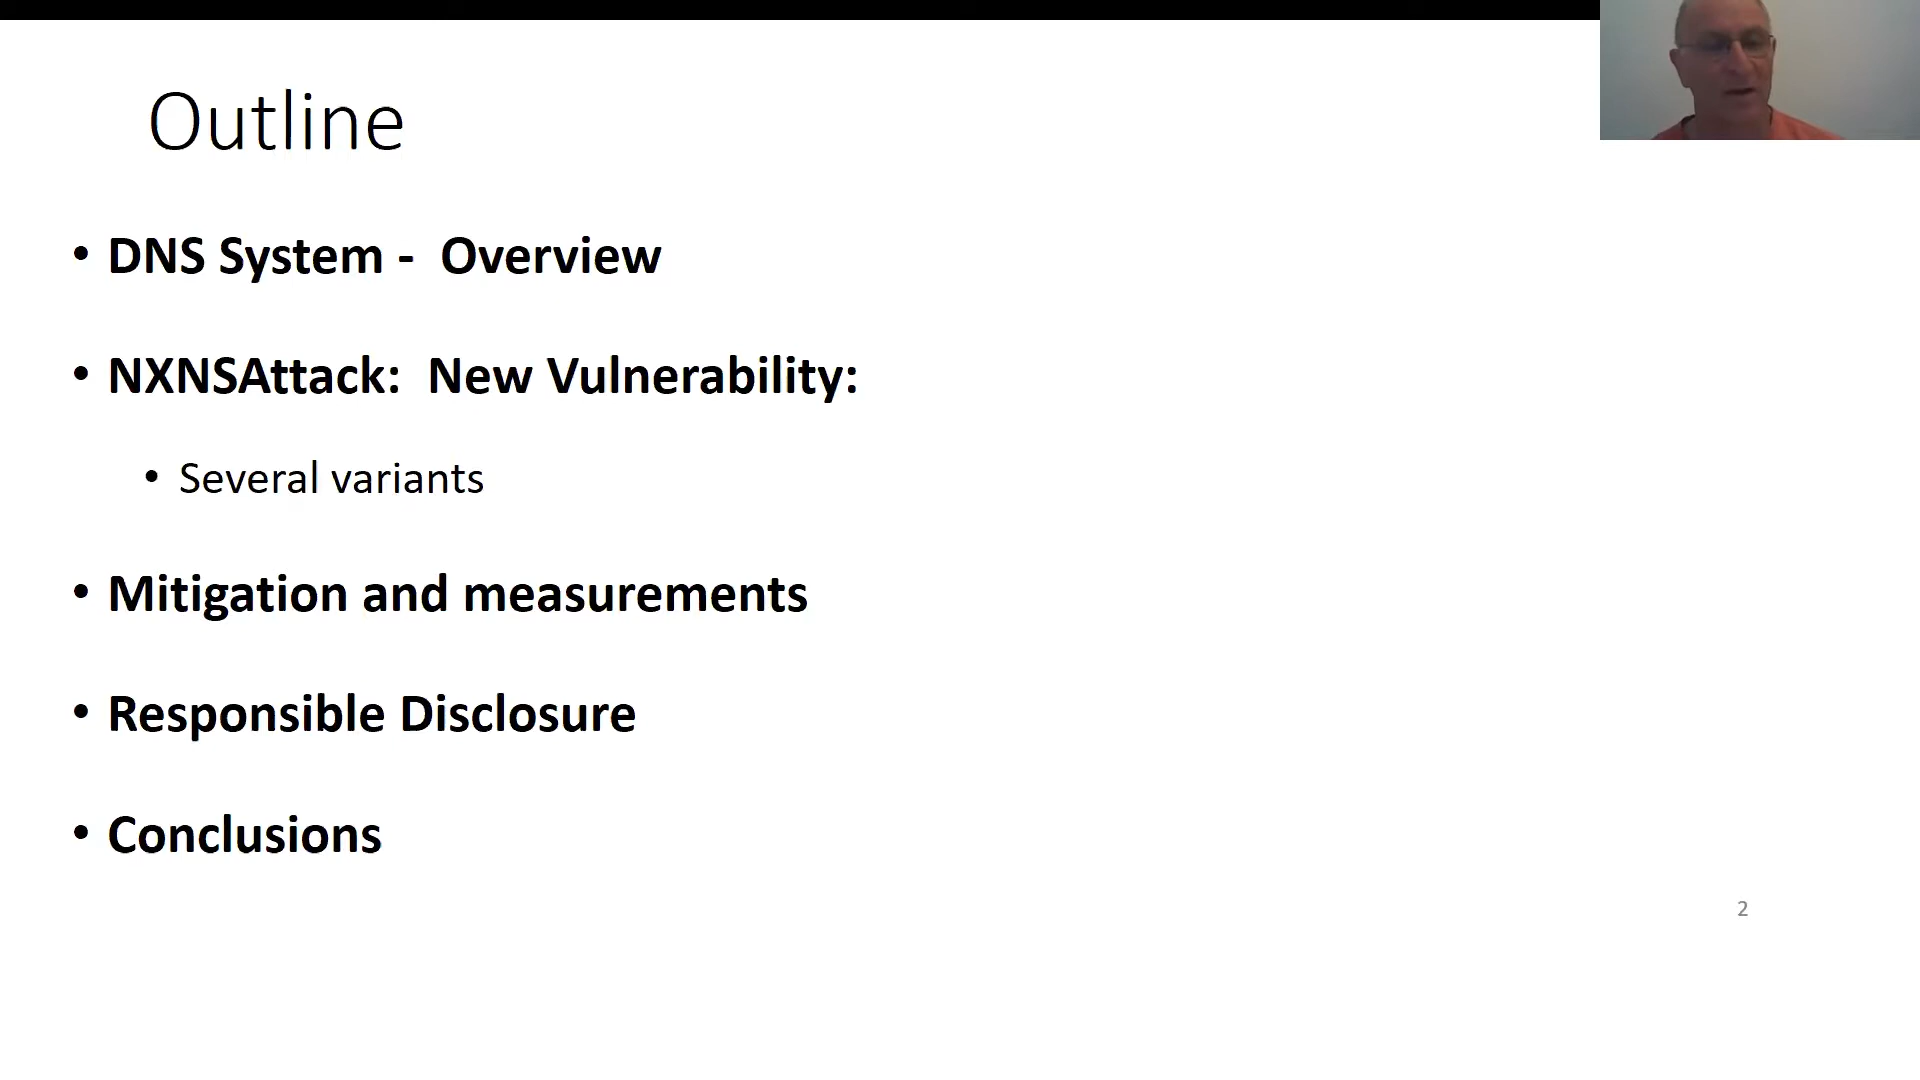 Outline
• DNS System -  Overview
• NXNSAttack:  New Vulnerability:
• Several variants
• Mitigation and measurements
• Responsible Disclosure
• Conclusions
2